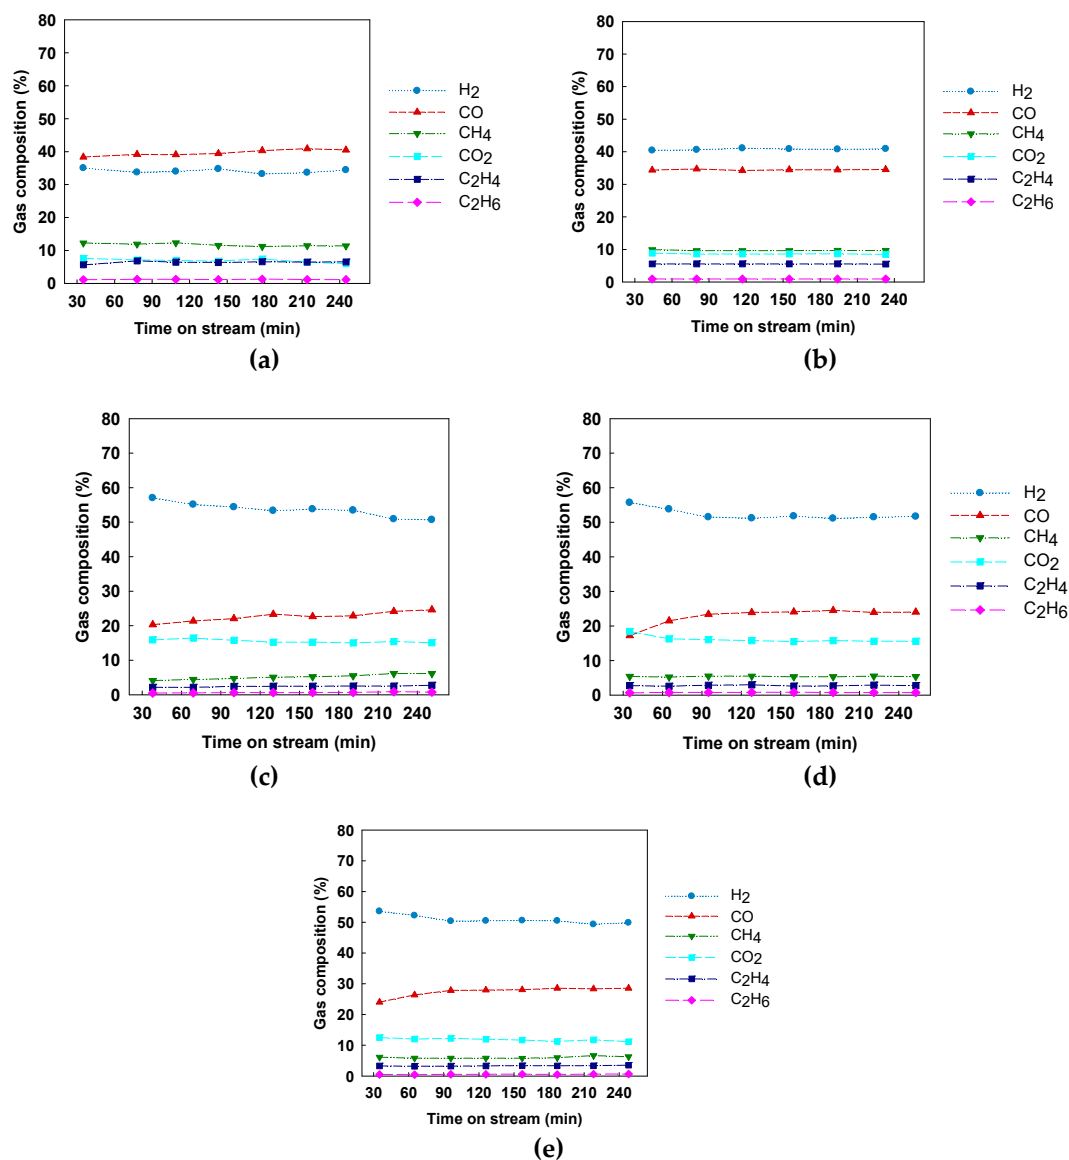 Gas composition (%)
80
70
60
50
40
30
20
10
0
30 60 90 120 150 180 210 240
Time on stream (min)
H2
CO
CH4
CO2
C2H4
C2H6
(a)
Gas composition (%)
80
70
60
50
40
30
20
10
0
30 60 90 120 150 180 210 240
Time on stream (min)
H2
CO
CH4
CO2
C2H4
C2H6
(b)
Gas composition (%)
80
70
60
50
40
30
20
10
0
30 60 90 120 150 180 210 240
Time on stream (min)
(c)
Gas composition (%)
80
70
60
50
40
30
20
10
0
30 60 90 120 150 180 210 240
Time on stream (min)
H2
CO
CH4
CO2
C2H4
C2H6
(d)
Gas composition (%)
80
70
60
50
40
30
20
10
0
30 60 90 120 150 180 210 240
Time on stream (min)
H2
CO
CH4
CO2
C2H4
C2H6
(e)